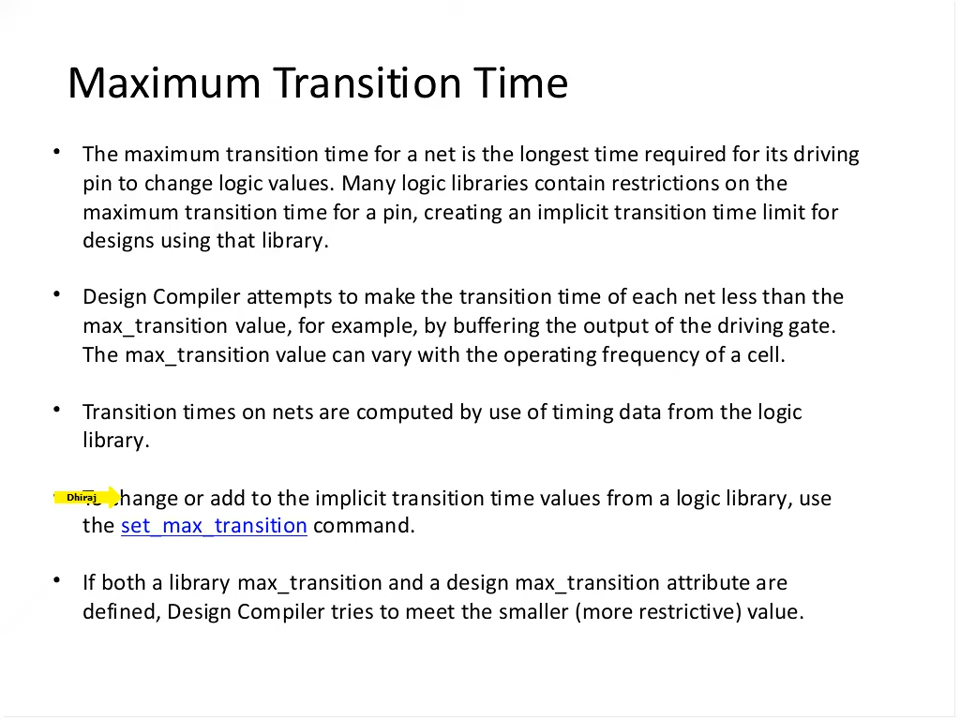 Maximum Transition Time
• The maximum transition time for a net is the longest time required for its driving
pin to change logic values. Many logic libraries contain restrictions on the
maximum transition time for a pin, creating an implicit transition time limit for
designs using that library.
• Design Compiler attempts to make the transition time of each net less than the
max_transition value, for example, by buffering the output of the driving gate.
The max_transition value can vary with the operating frequency of a cell.
• Transition times on nets are computed by use of timing data from the logic
library.
Dhiraj
• To change or add to the implicit transition time values from a logic library, use
the set_max_transition command.
• If both a library max_transition and a design max_transition attribute are
defined, Design Compiler tries to meet the smaller (more restrictive) value.